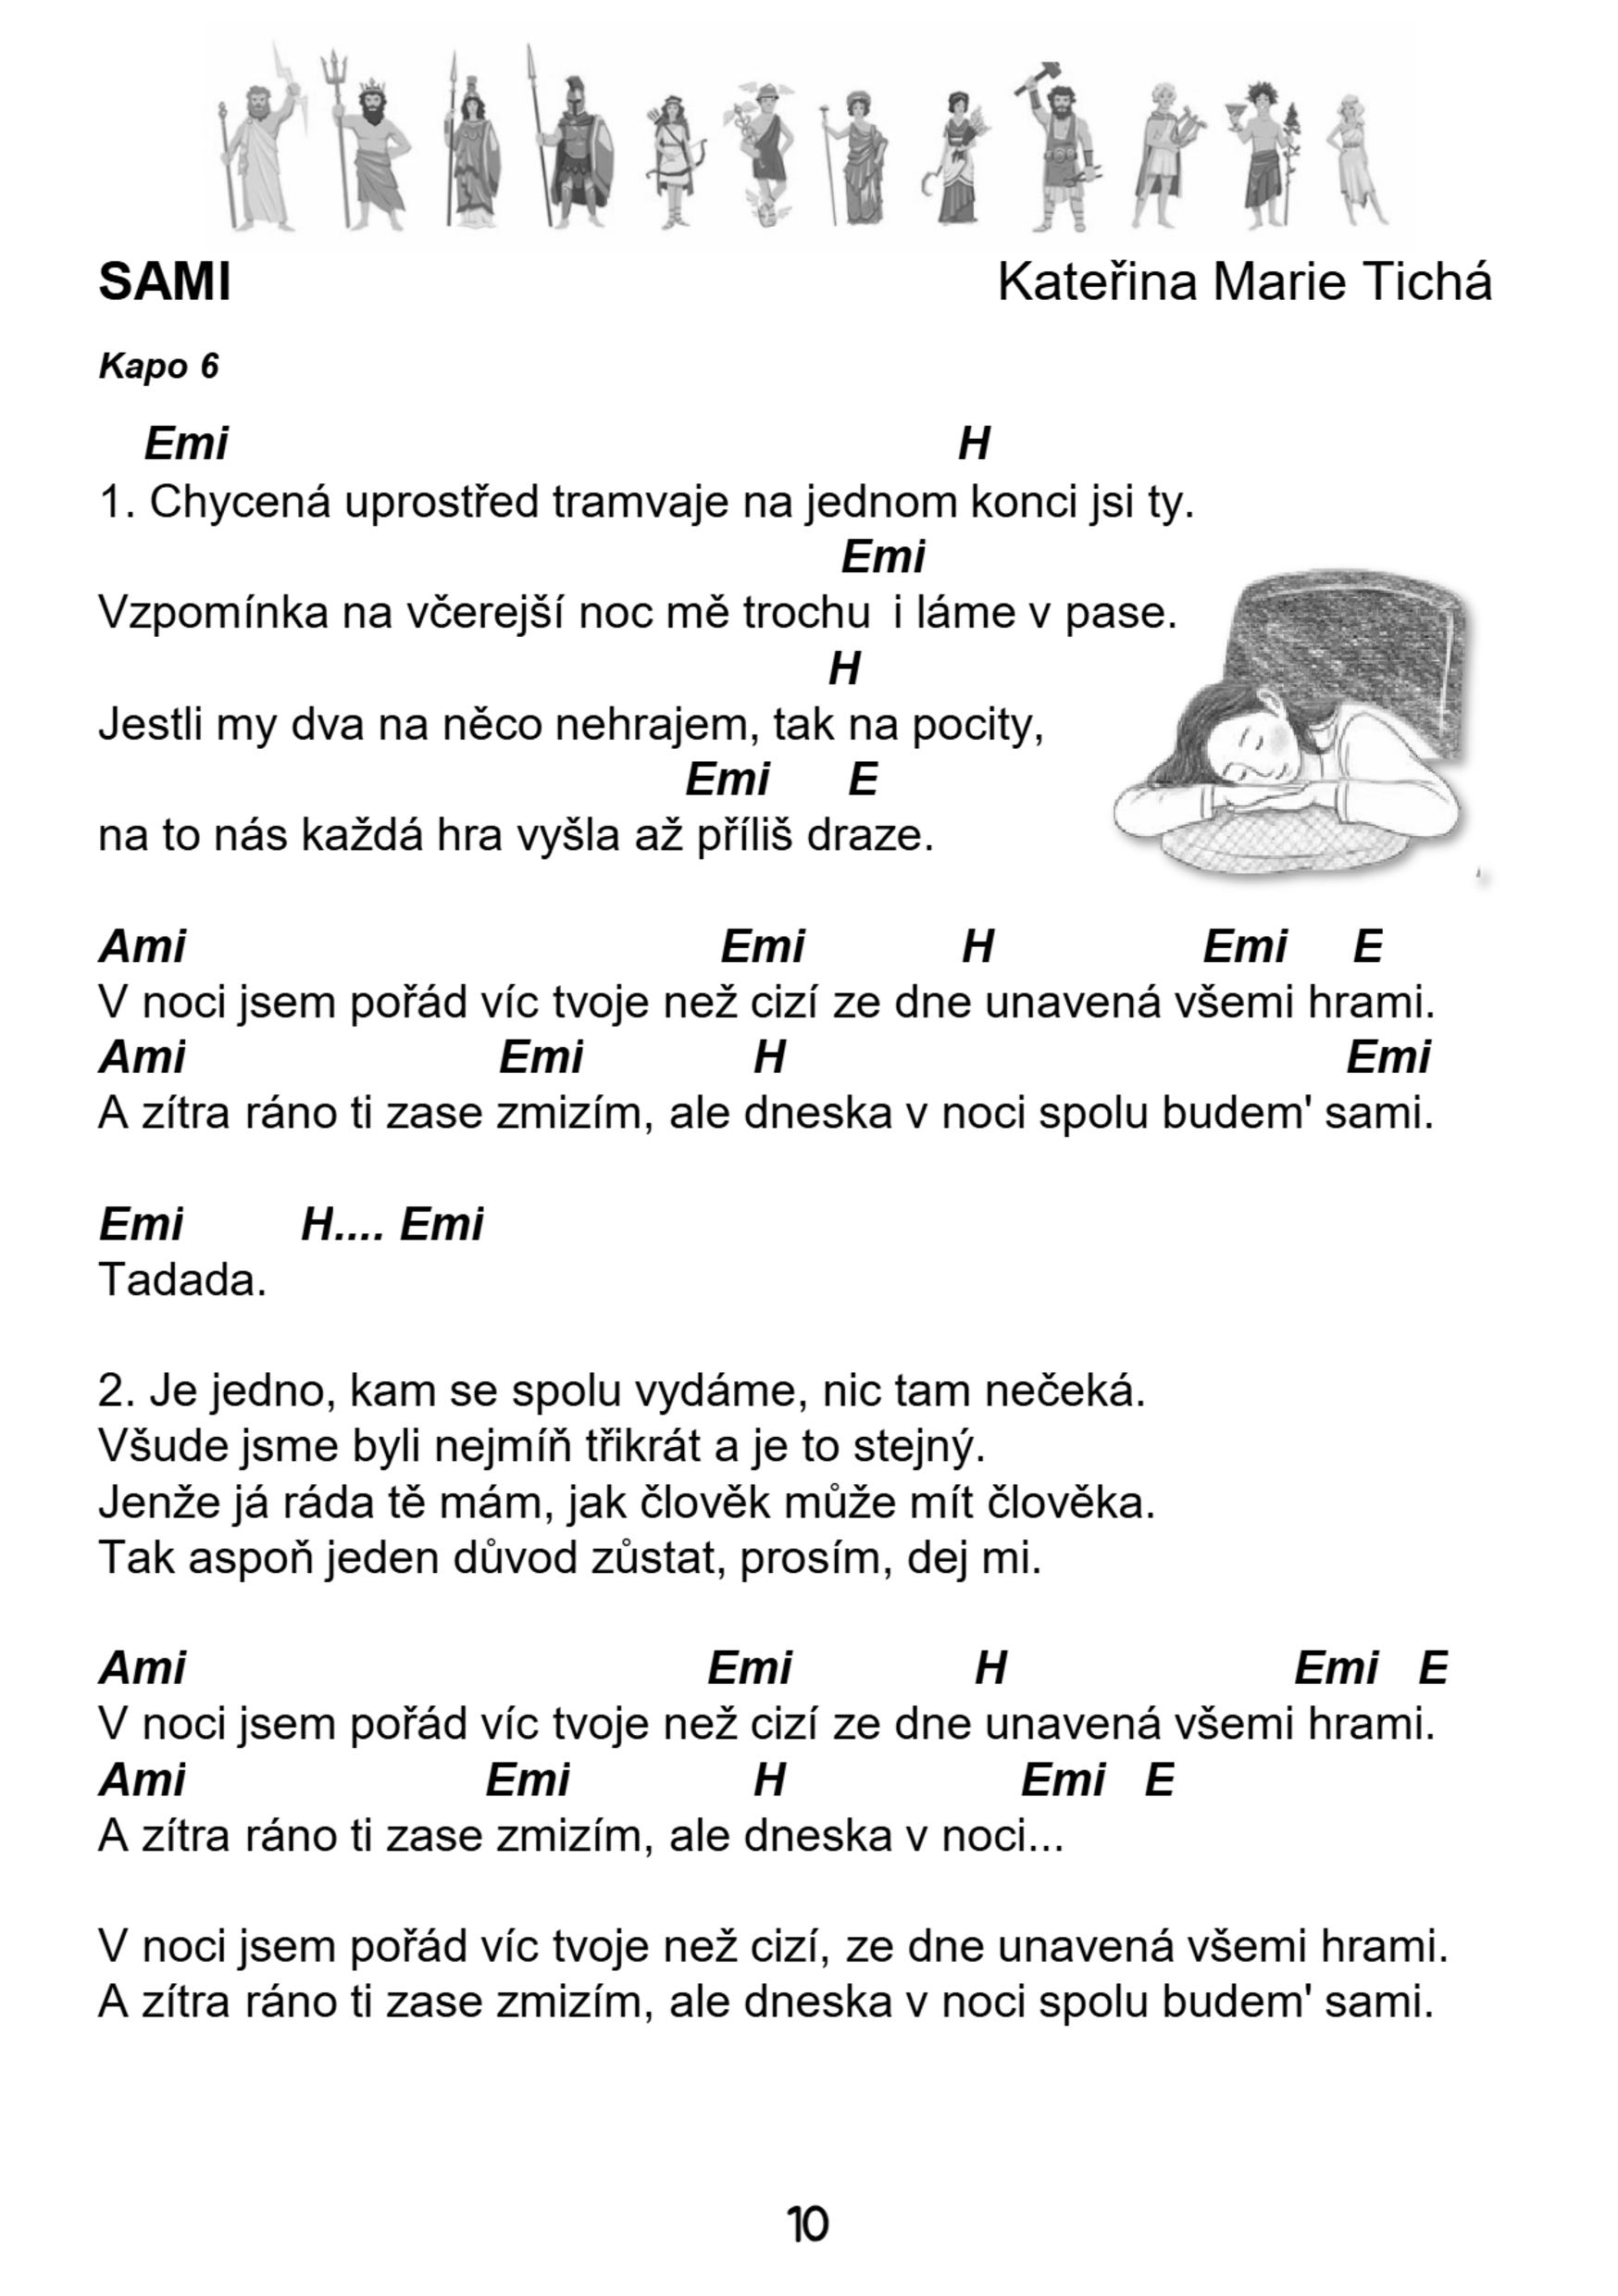 SAMI Kateřina Marie Tichá
Kapo 6
Emi H
1. Chycená uprostřed tramvaje na jednom konci jsi ty.
Emi
Vzpomínka na včerejší noc mě trochu i láme v pase.
H
Jestli my dva na něco nehrajem, tak na pocity,
Emi E
na to nás každá hra vyšla až příliš draze.
Ami Emi H Emi E
V noci jsem pořád víc tvoje než cizí ze dne unavená všemi hrami.
Ami Emi H Emi
A zítra ráno ti zase zmizím, ale dneska v noci spolu budem' sami.
Emi H.... Emi
Tadada.
2. Je jedno, kam se spolu vydáme, nic tam nečeká.
Všude jsme byli nejmíň třikrát a je to stejný.
Jenže já ráda tě mám, jak člověk může mít člověka.
Tak aspoň jeden důvod zůstat, prosím, dej mi.
Ami Emi H Emi E
V noci jsem pořád víc tvoje než cizí ze dne unavená všemi hrami.
Ami Emi H Emi E
A zítra ráno ti zase zmizím, ale dneska v noci...
V noci jsem pořád víc tvoje než cizí, ze dne unavená všemi hrami.
A zítra ráno ti zase zmizím, ale dneska v noci spolu budem' sami.
10